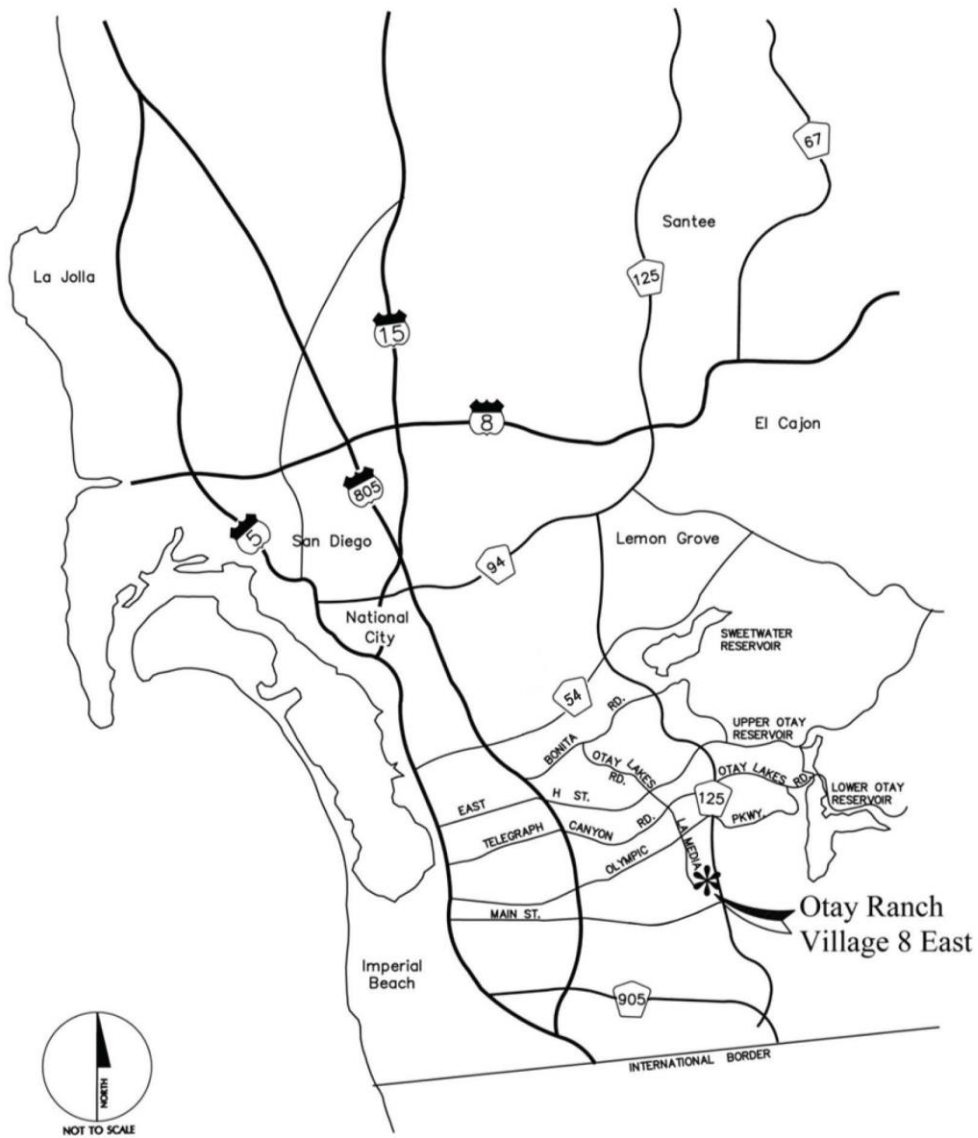 67
Santee
La Jolla
125
15
8
El Cajon
805
5
San Diego
Lemon Grove
94
National
City
SWEETWATER
RESERVOIR
54
BONITA RD.
UPPER OTAY
RESERVOIR
OTAY LAKES
RD.
OTAY LAKES RD.
LOWER OTAY
RESERVOIR
EAST H ST.
125
PKWY.
TELEGRAPH CANYON RD.
LA MEDIA
OLYMPIC
MAIN ST.
Otay Ranch
Village 8 East
Imperial
Beach
905
INTERNATIONAL BORDER
NORTH
NOT TO SCALE